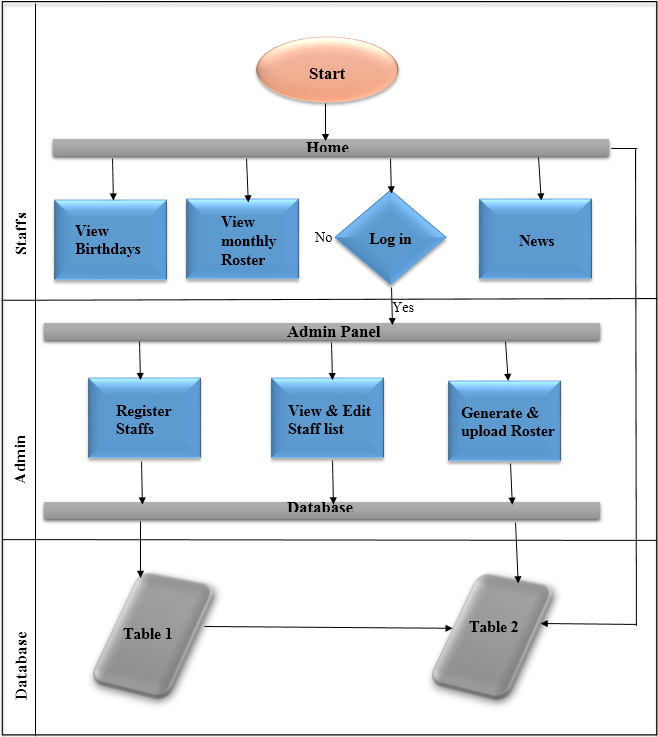 Start
Home
Staffs
View
Birthdays
View
monthly
Roster
No
Log in
News
Yes
Admin Panel
Admin
Register
Staffs
View & Edit
Staff list
Generate &
upload Roster
Database
Database
Table 1
Table 2